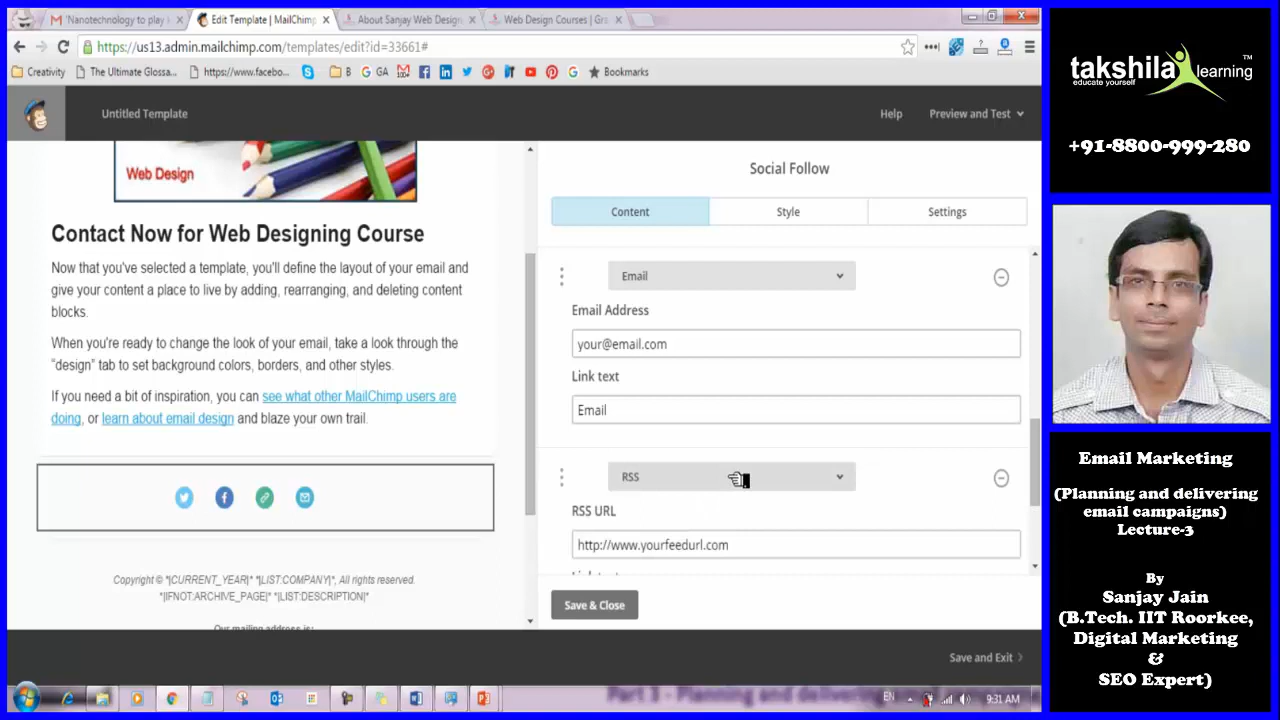 'Nanotechnology to play i
Edit Template | MailChimp
About Sanjay Web Design
Web Design Courses | Gra
https://us13.admin.mailchimp.com/templates/edit?id=33661#
Creativity
The Ultimate Glossa...
https://www.facebo...
B
GA
Bookmarks
Untitled Template
Help
Preview and Test
Web Design
Contact Now for Web Designing Course
Now that you've selected a template, you'll define the layout of your email and
give your content a place to live by adding, rearranging, and deleting content
blocks.
When you're ready to change the look of your email, take a look through the
“design” tab to set background colors, borders, and other styles.
If you need a bit of inspiration, you can see what other MailChimp users are
doing, or learn about email design and blaze your own trail.
Copyright © *|CURRENT_YEAR|* *|LIST:COMPANY|*, All rights reserved.
*|IFNOT:ARCHIVE_PAGE|* *|LIST:DESCRIPTION|*
Our mailing address is:
Social Follow
Content
Style
Settings
Email
Email Address
your@email.com
Link text
Email
RSS
RSS URL
http://www.yourfeedurl.com
Link text
Save & Close
Save and Exit
EN
9:31 AM
takshila learning
TM
educate yourself
+91-8800-999-280
Email Marketing
(Planning and delivering
email campaigns)
Lecture-3
By
Sanjay Jain
(B.Tech. IIT Roorkee,
Digital Marketing
&
SEO Expert)